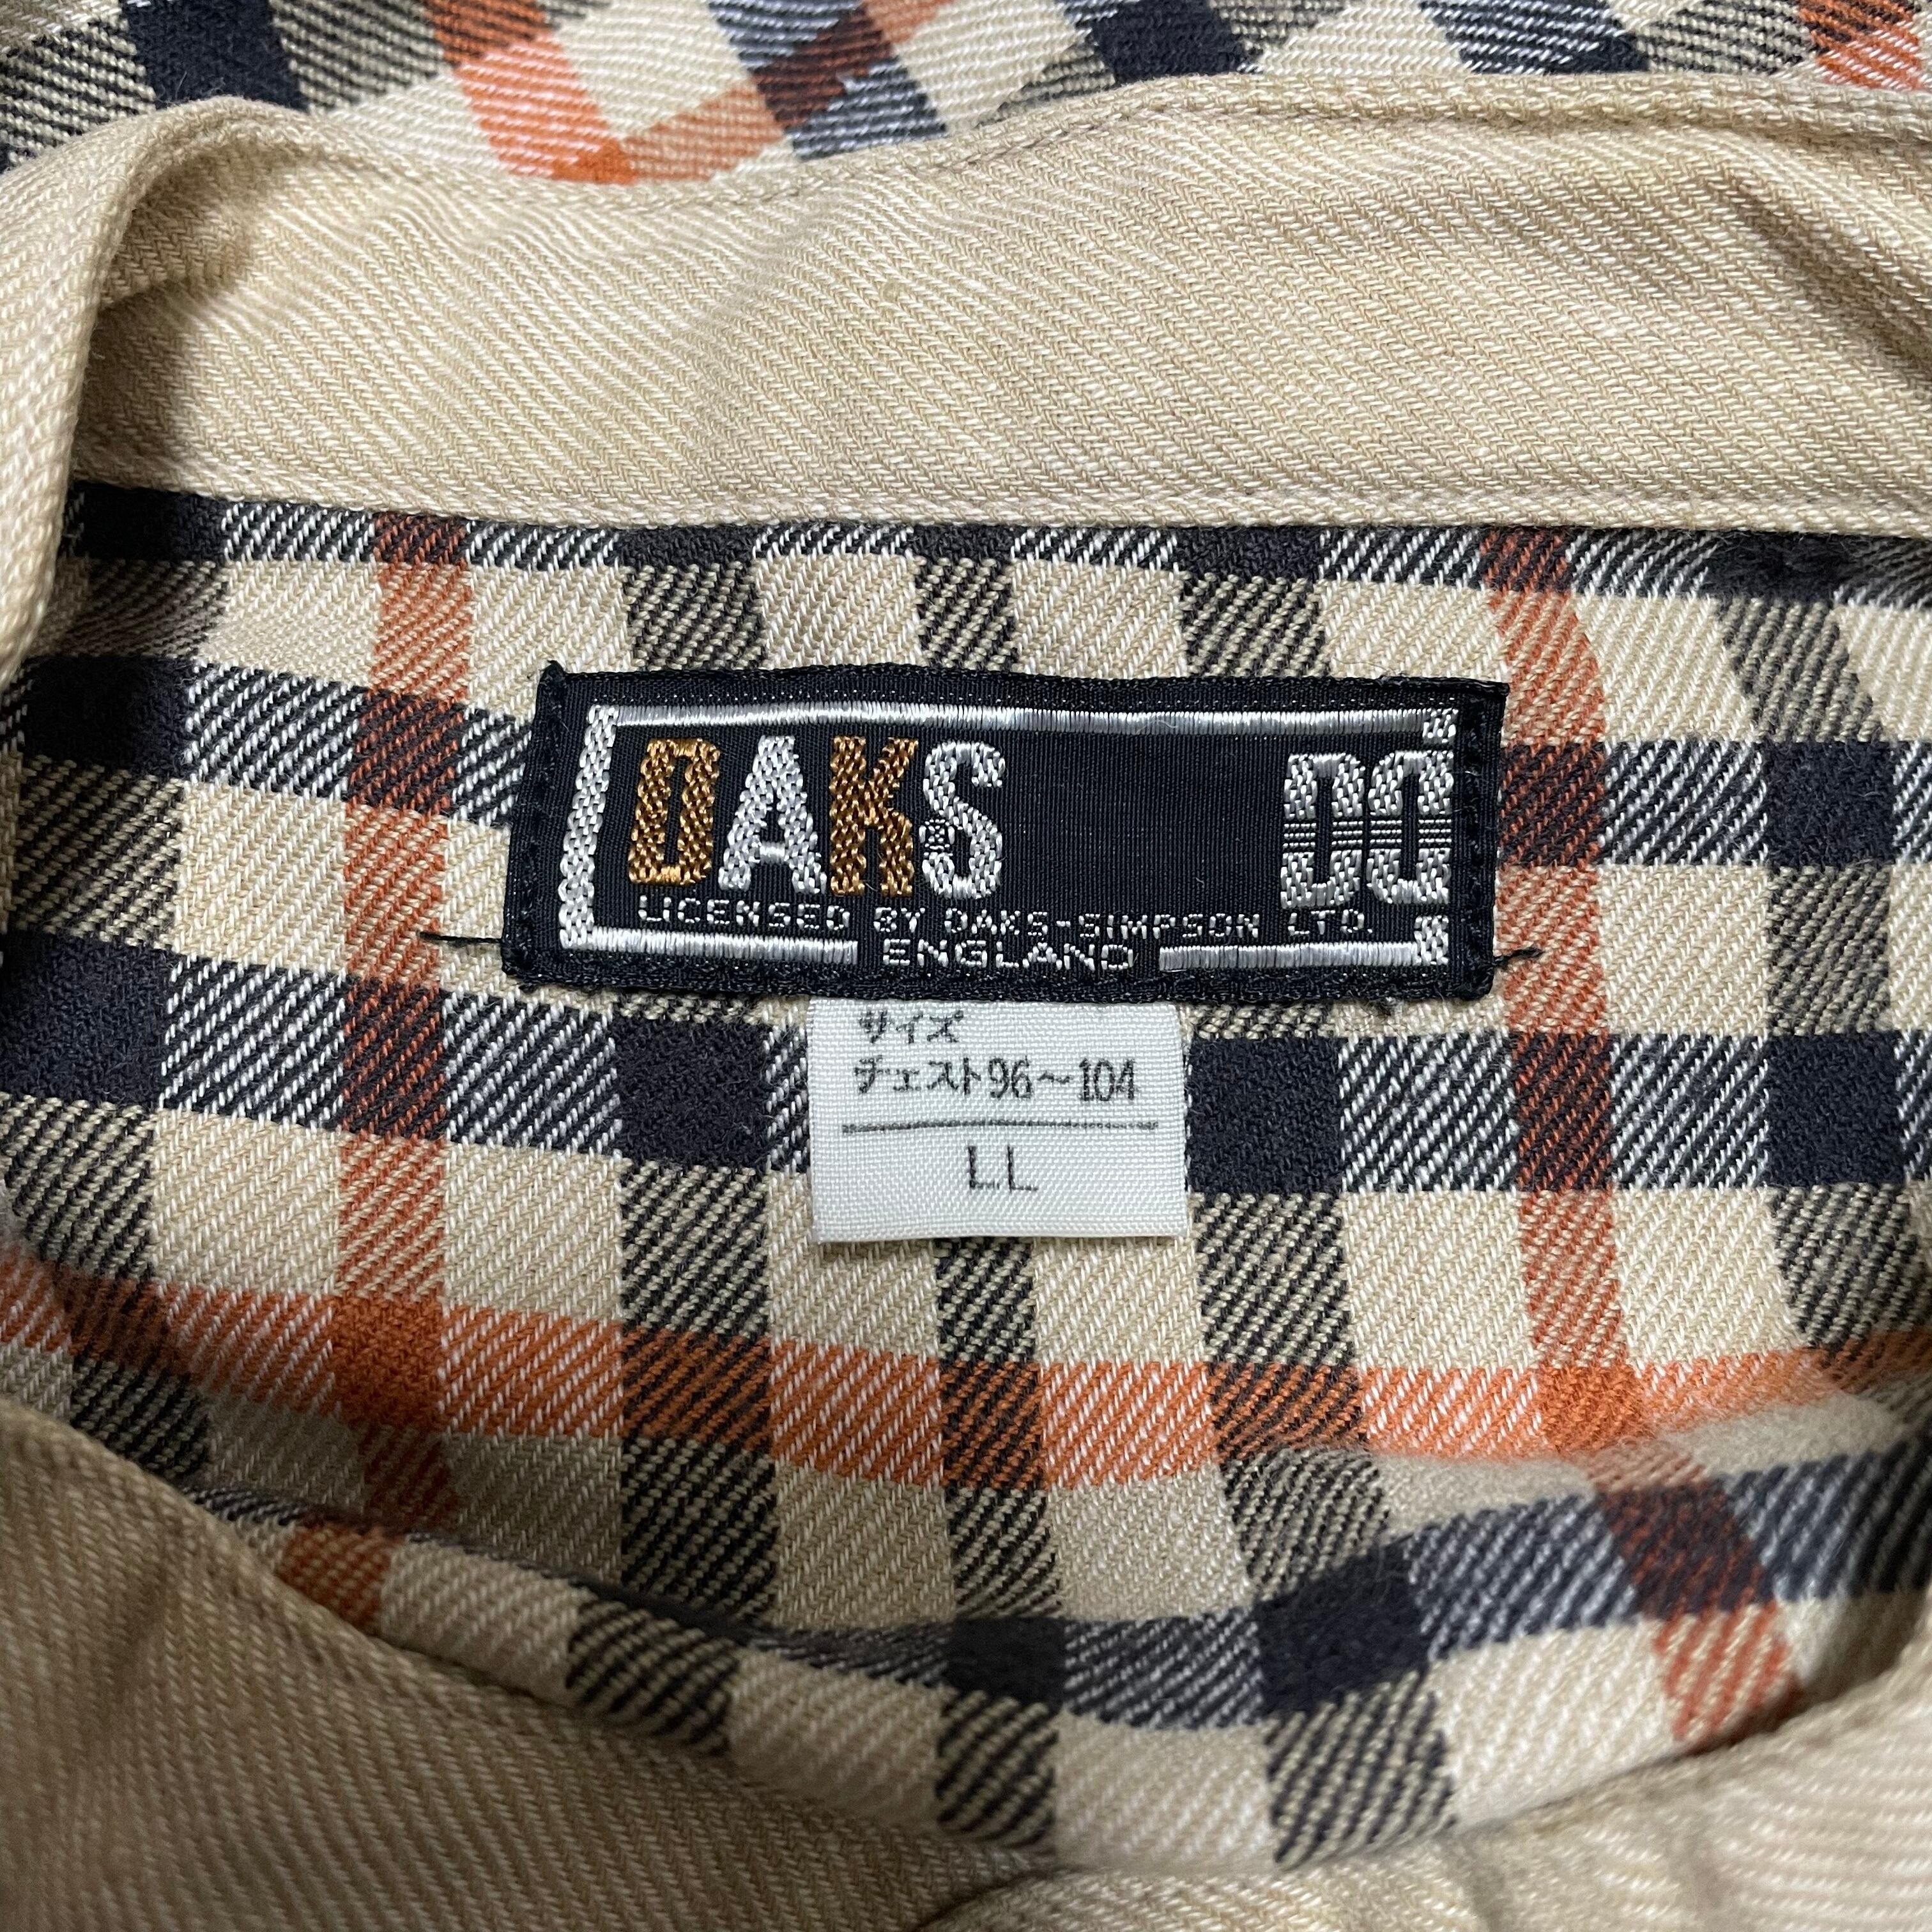 DAKS
DD
LICENSED BY DAKS-SIMPSON LTD.
ENGLAND
サイズ
チェスト96～104
LL